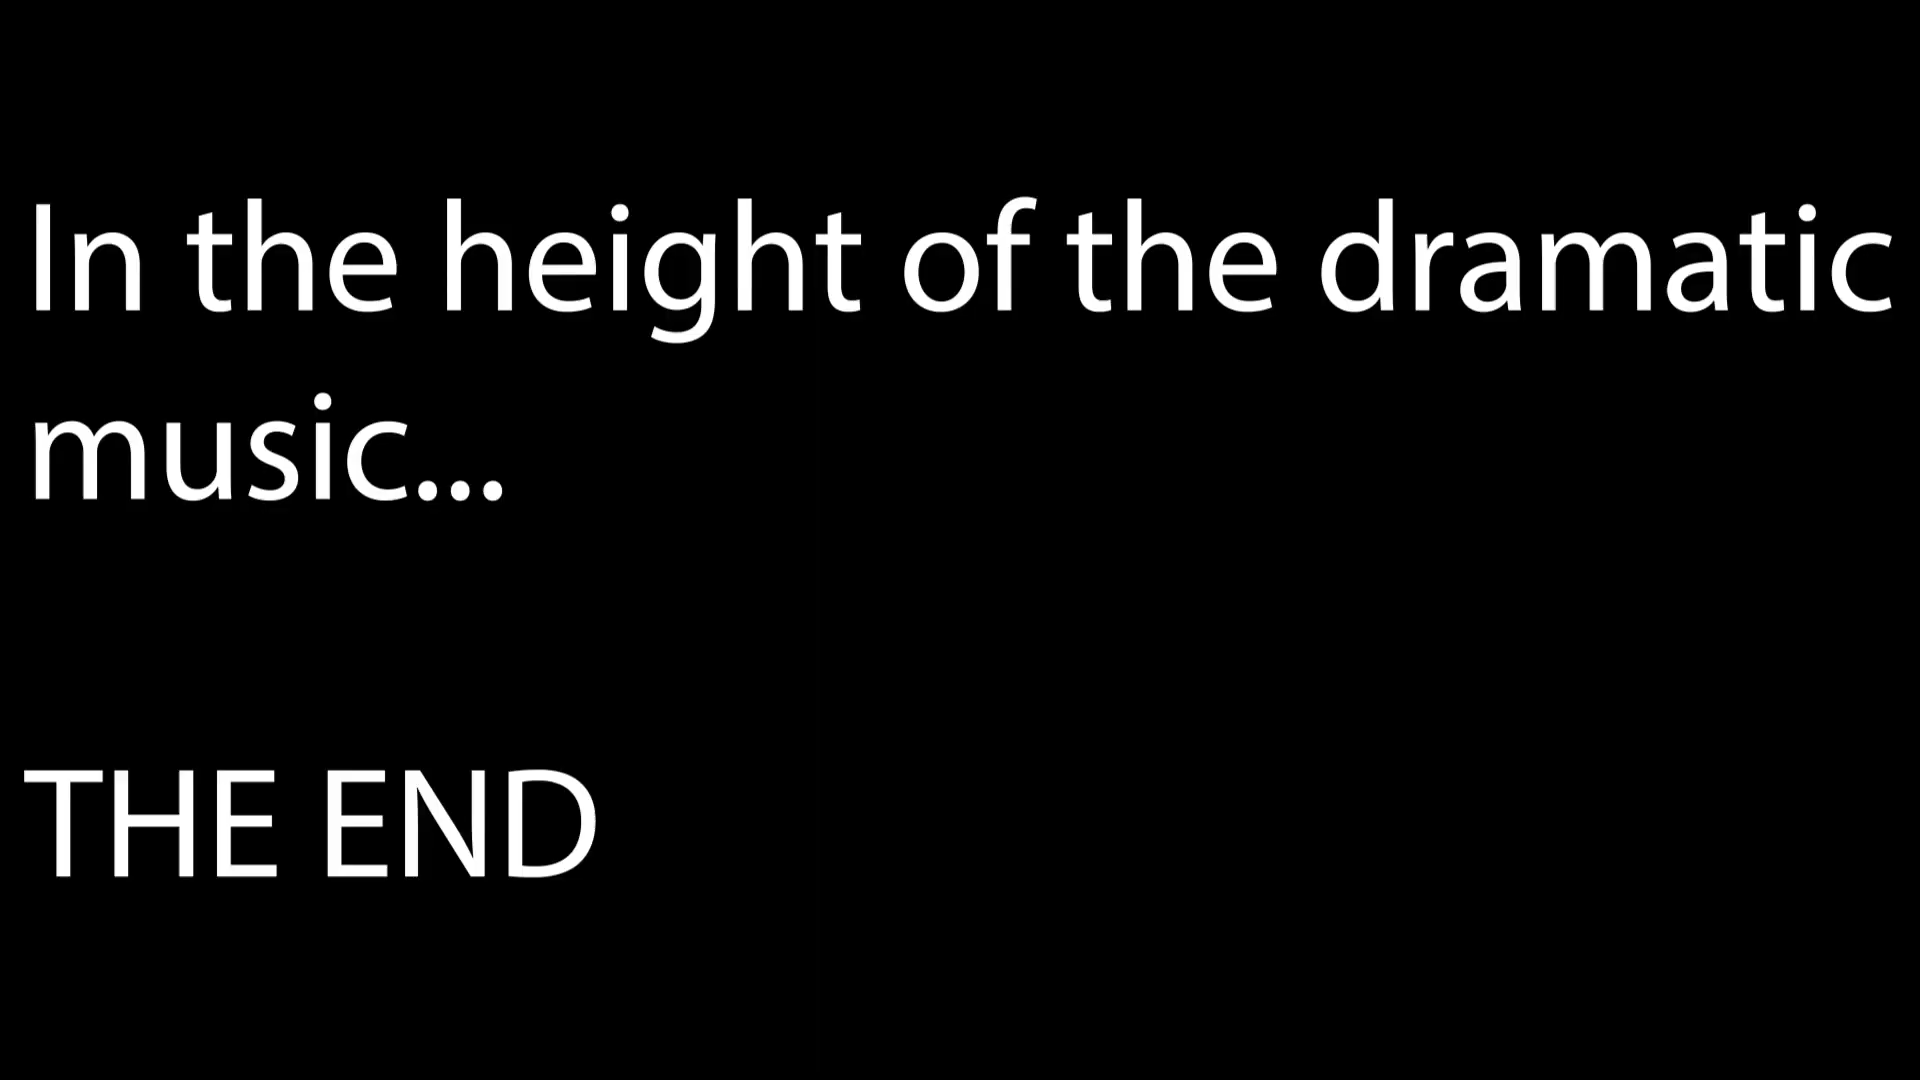 In the height of the dramatic
music...
THE END